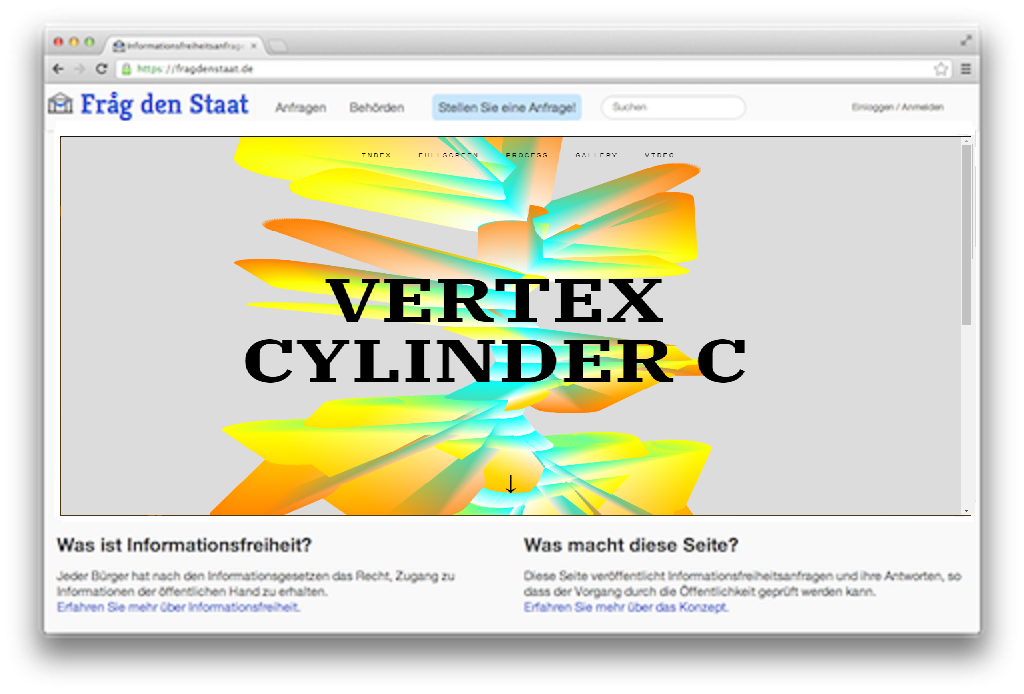 Informationsfreiheitsanfrage
https://fragdenstaat.de
Fråg den Staat Anfragen Behörden Stellen Sie eine Anfrage! Suchen Einloggen / Anmelden
INDEX FULLSCREEN PROCESS GALLERY VIDEO
VERTEX
CYLINDER C
↓
Was ist Informationsfreiheit?
Jeder Bürger hat nach den Informationsgesetzen das Recht, Zugang zu
Informationen der öffentlichen Hand zu erhalten.
Erfahren Sie mehr über Informationsfreiheit.
Was macht diese Seite?
Diese Seite veröffentlicht Informationsfreiheitsanfragen und ihre Antworten, so
dass der Vorgang durch die Öffentlichkeit geprüft werden kann.
Erfahren Sie mehr über das Konzept.